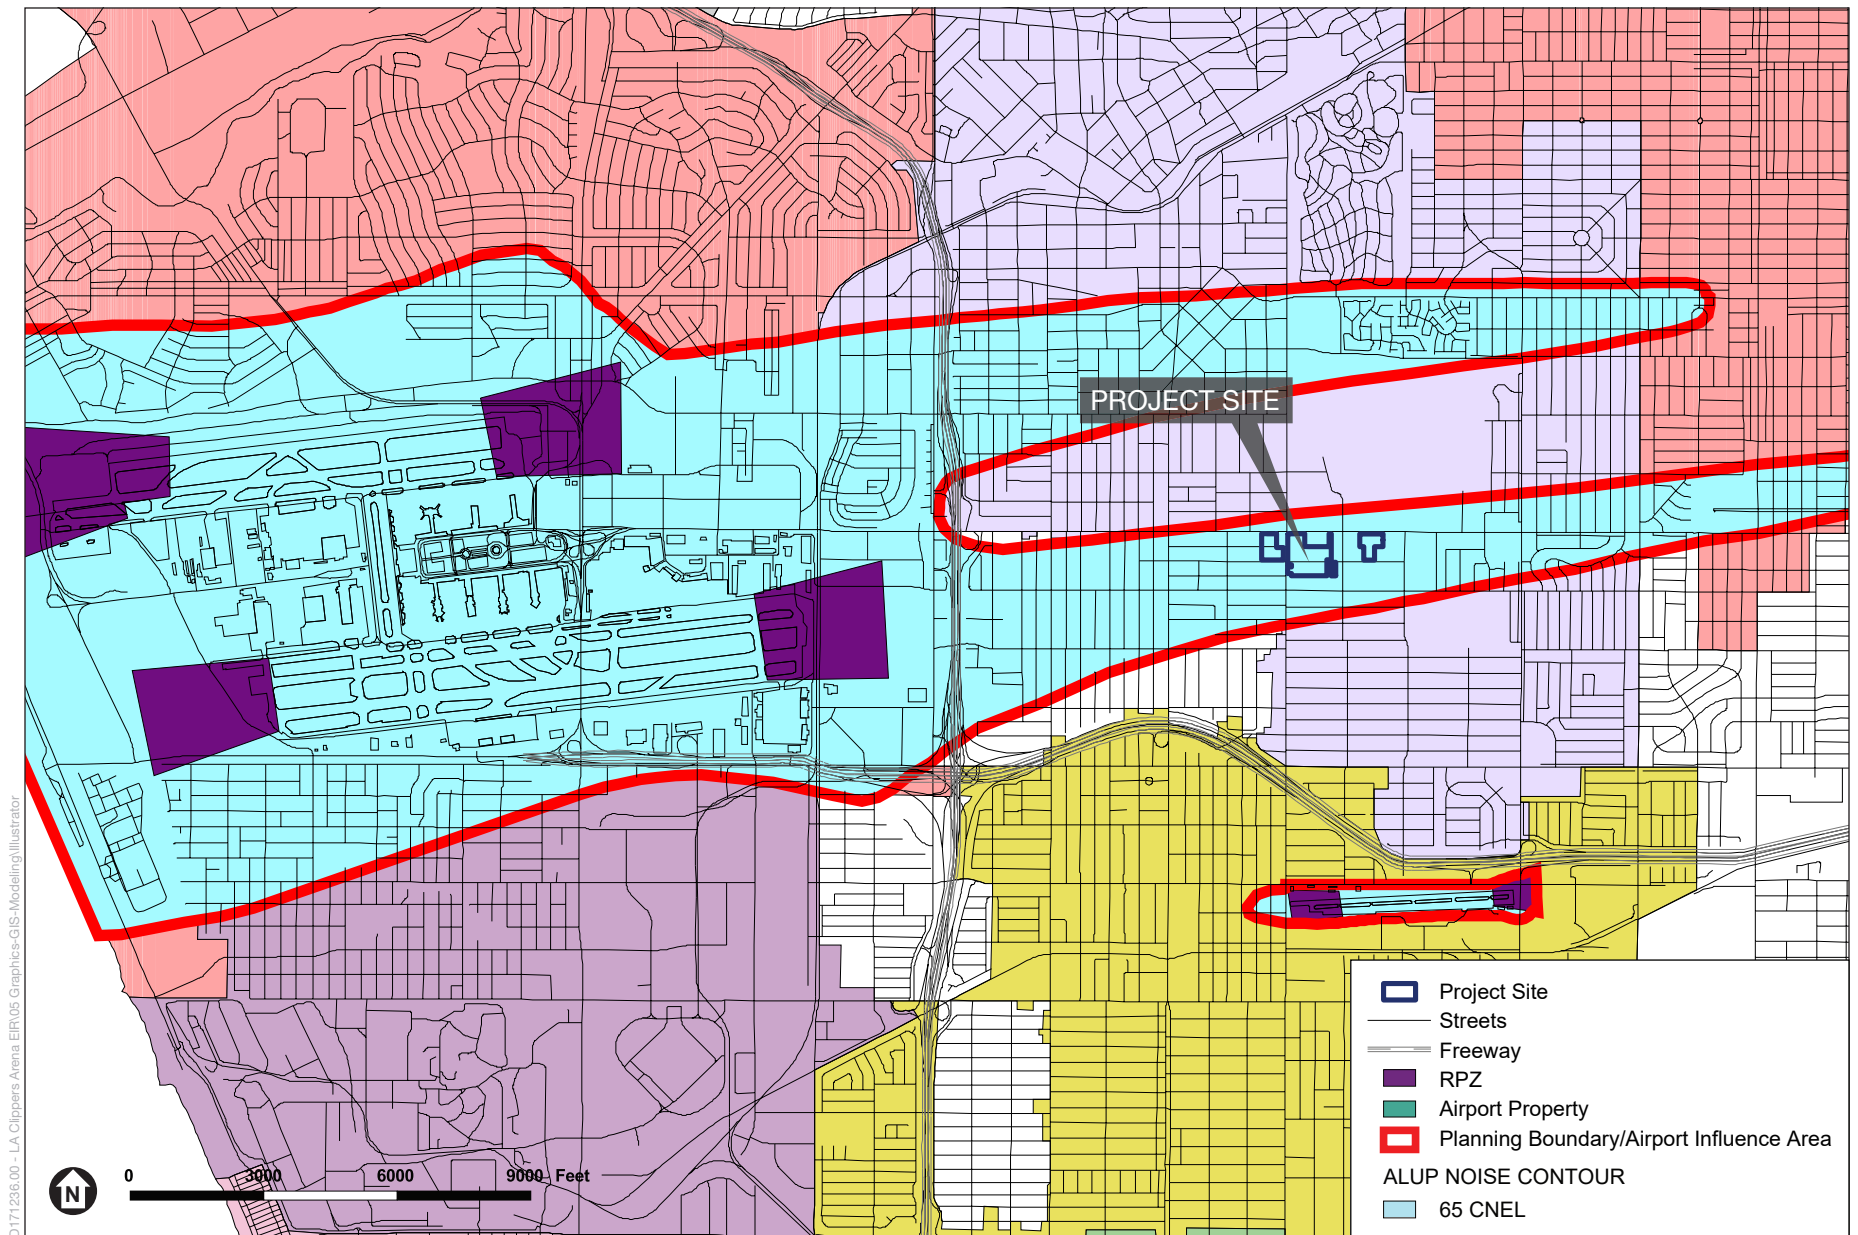 PROJECT SITE
Project Site
Streets
Freeway
RPZ
Airport Property
Planning Boundary/Airport Influence Area
ALUP NOISE CONTOUR
65 CNEL
0 3000 6000 9000 Feet
N
D171236.00 - LA Clippers Arena EIR\05 Graphics-GIS-Modeling\Illustrator